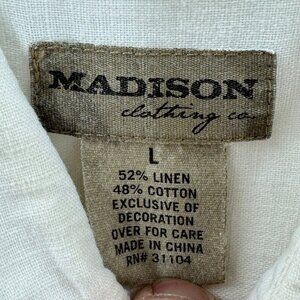 MADISON
clothing co.
L
52% LINEN
48% COTTON
EXCLUSIVE OF
DECORATION
OVER FOR CARE
MADE IN CHINA
RN# 31104